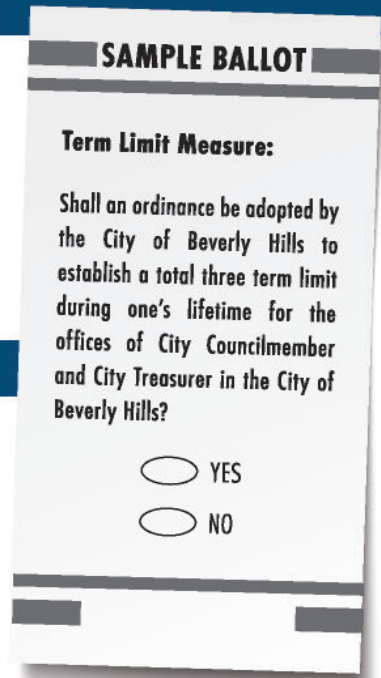 SAMPLE BALLOT
Term Limit Measure:
Shall an ordinance be adopted by
the City of Beverly Hills to
establish a total three term limit
during one's lifetime for the
offices of City Councilmember
and City Treasurer in the City of
Beverly Hills?
YES
NO